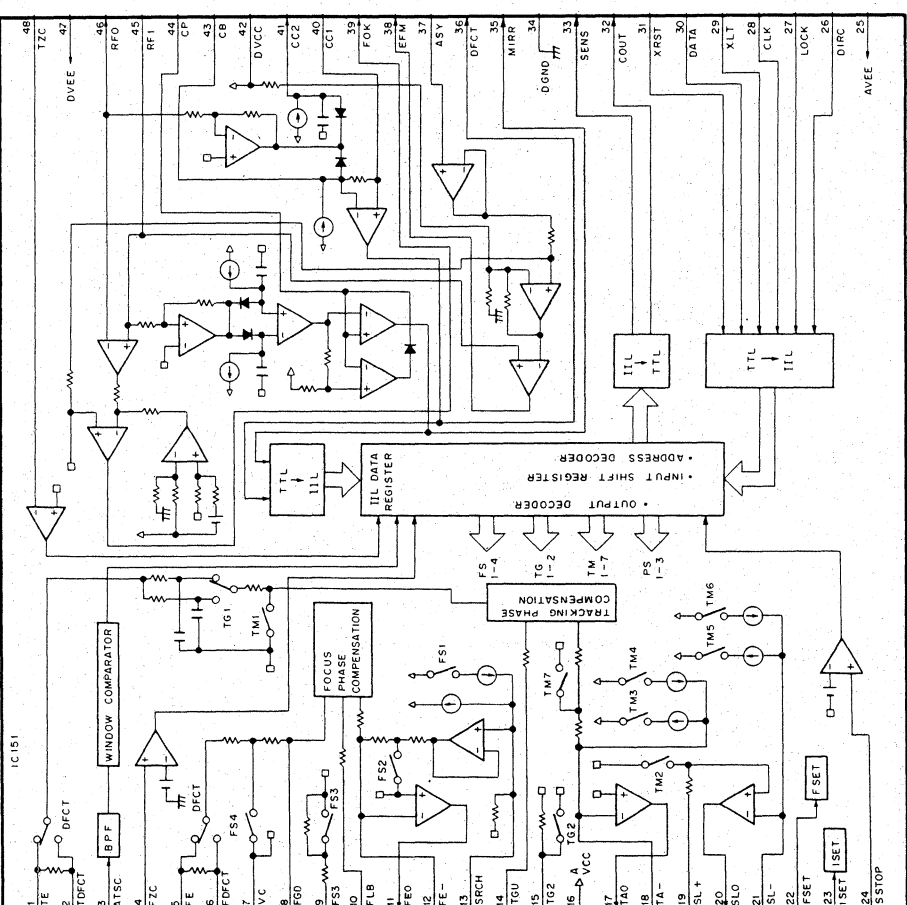 48 TZC
47 DVEE
46 RFO
45 RFI
44 CP
43 CB
42 DVCC
41 CC2
40 CC1
39 FOK
38 EFM
37 ASY
36 DFCT
35 MIRR
34 DGND
33 SENS
32 COUT
31 XRST
30 DATA
29 XLT
28 CLK
27 LOCK
26 DIRC
25 AVEE
IIL → TTL
TTL → IIL
TTL → IIL
IIL DATA REGISTER
• OUTPUT DECODER
• INPUT SHIFT REGISTER
• ADDRESS DECODER
FS 1-4
TG 1-2
TM 1-7
PS 1-3
IC151
WINDOW COMPARATOR
BPF
TG1
TM1
FOCUS PHASE COMPENSATION
TRACKING PHASE COMPENSATION
FS1
FS2
FS3
FS4
DFCT
DFCT
TG2
TM7
TM4
TM3
TM6
TM5
TM2
FSET
ISET
1 TE
2 TDFCT
3 ATSC
4 FZC
5 FE
6 FDFCT
7 VC
8 FGD
9 FS3
10 FLB
11 FEO
12 FE-
13 SRCH
14 TGU
15 TG2
16 A VCC
17 TAO
18 TA-
19 SL+
20 SLO
21 SL-
22 FSET
23 ISET
24 SSTOP